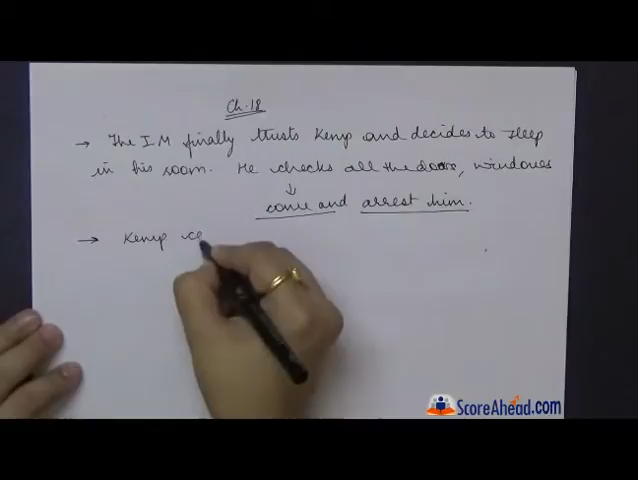 Ch. 18
→ The I M finally trusts Kemp and decides to sleep
in his room. He checks all the doors, windows
↓
come and arrest him.
→ Kemp ce
ScoreAhead.com